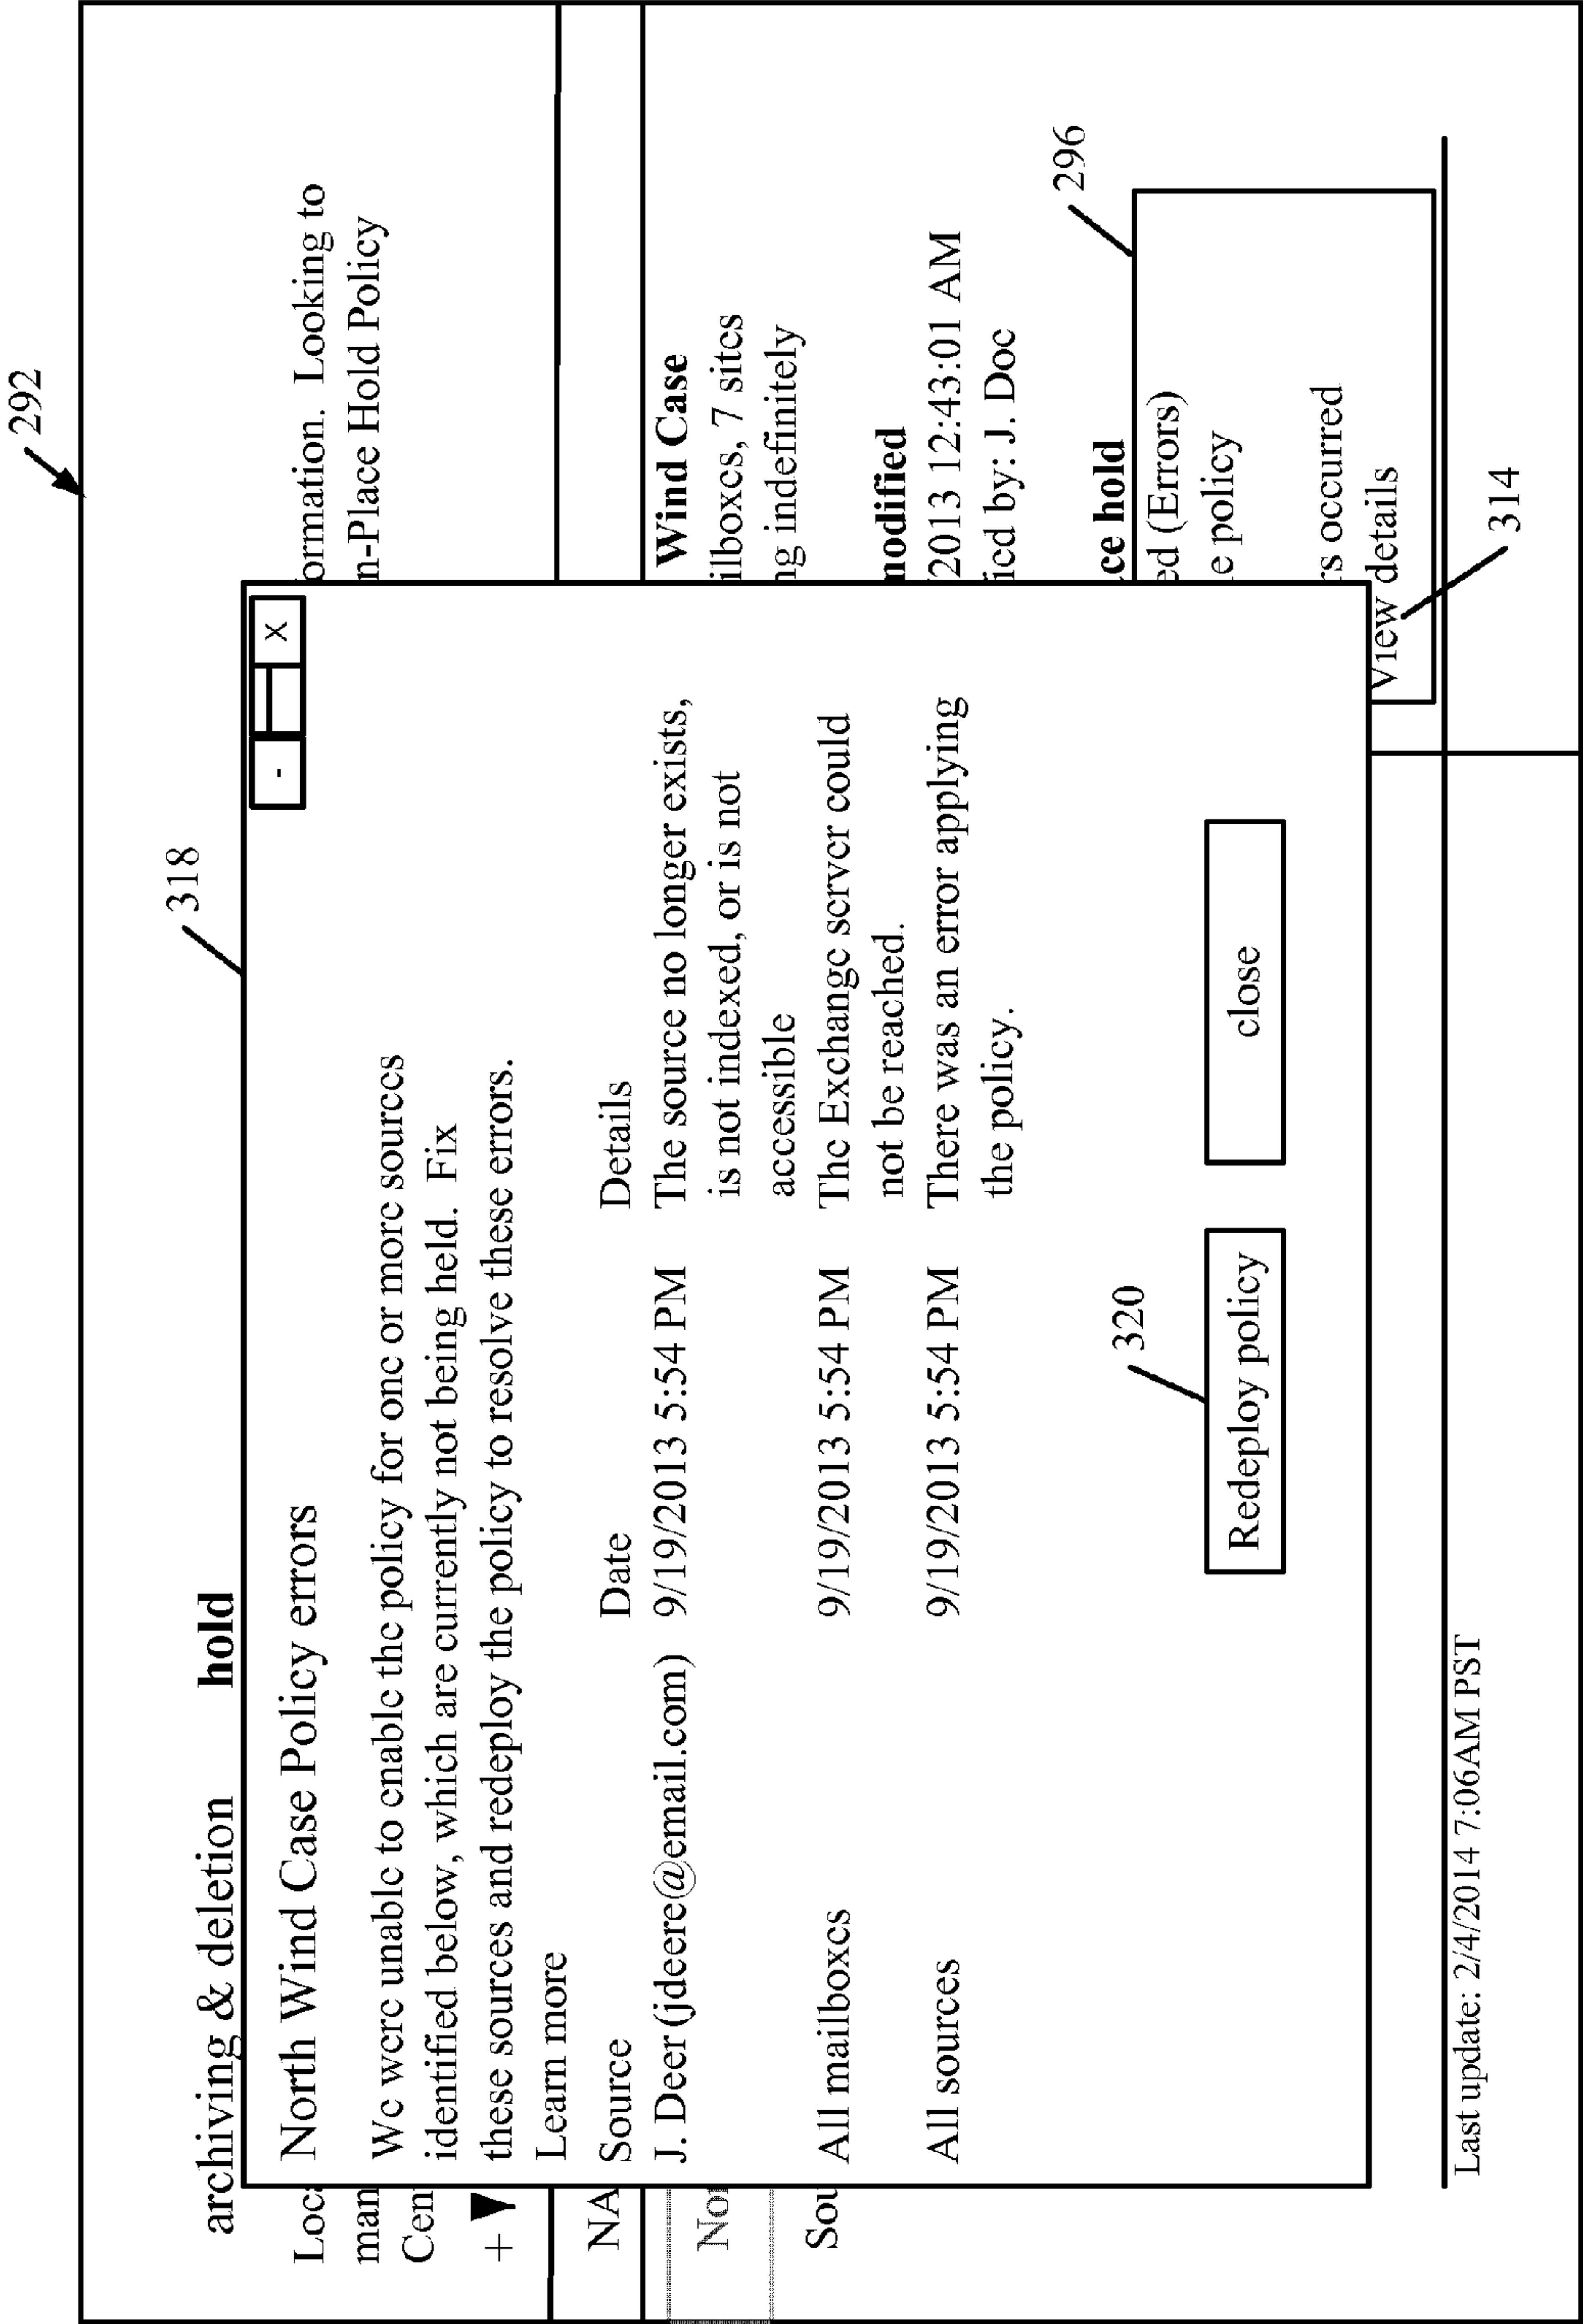 292
archiving & deletion hold
318
Loc
ormation. Looking to
man
n-Place Hold Policy
Cen
+
- x
North Wind Case Policy errors
We were unable to enable the policy for one or more sources
identified below, which are currently not being held. Fix
these sources and redeploy the policy to resolve these errors.
Learn more
Source Date Details
J. Deer (jdeere@email.com) 9/19/2013 5:54 PM The source no longer exists,
is not indexed, or is not
accessible
All mailboxes 9/19/2013 5:54 PM The Exchange server could
not be reached.
All sources 9/19/2013 5:54 PM There was an error applying
the policy.
320
Redeploy policy close
NA
Nor
Sou
Wind Case
ilboxes, 7 sites
ng indefinitely
nodified
2013 12:43:01 AM
ied by: J. Doe
ce hold
296
ed (Errors)
e policy
rs occurred
View details
314
Last update: 2/4/2014 7:06AM PST